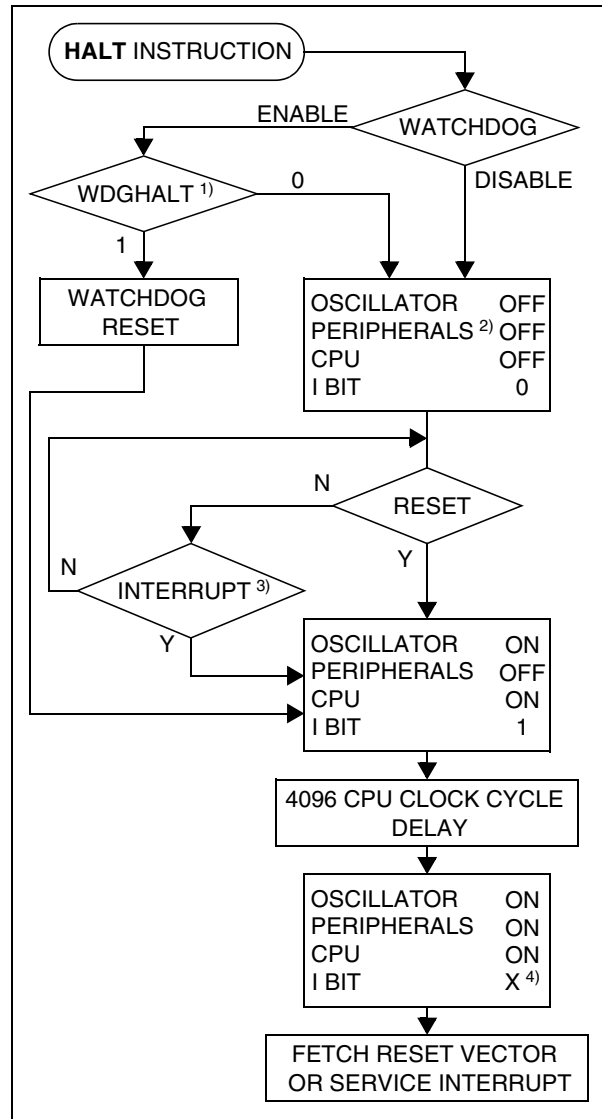 HALT INSTRUCTION
WATCHDOG
ENABLE
DISABLE
WDGHALT 1)
0
1
WATCHDOG
RESET
OSCILLATOR OFF
PERIPHERALS 2) OFF
CPU OFF
I BIT 0
RESET
N
Y
INTERRUPT 3)
N
Y
OSCILLATOR ON
PERIPHERALS OFF
CPU ON
I BIT 1
4096 CPU CLOCK CYCLE
DELAY
OSCILLATOR ON
PERIPHERALS ON
CPU ON
I BIT X 4)
FETCH RESET VECTOR
OR SERVICE INTERRUPT